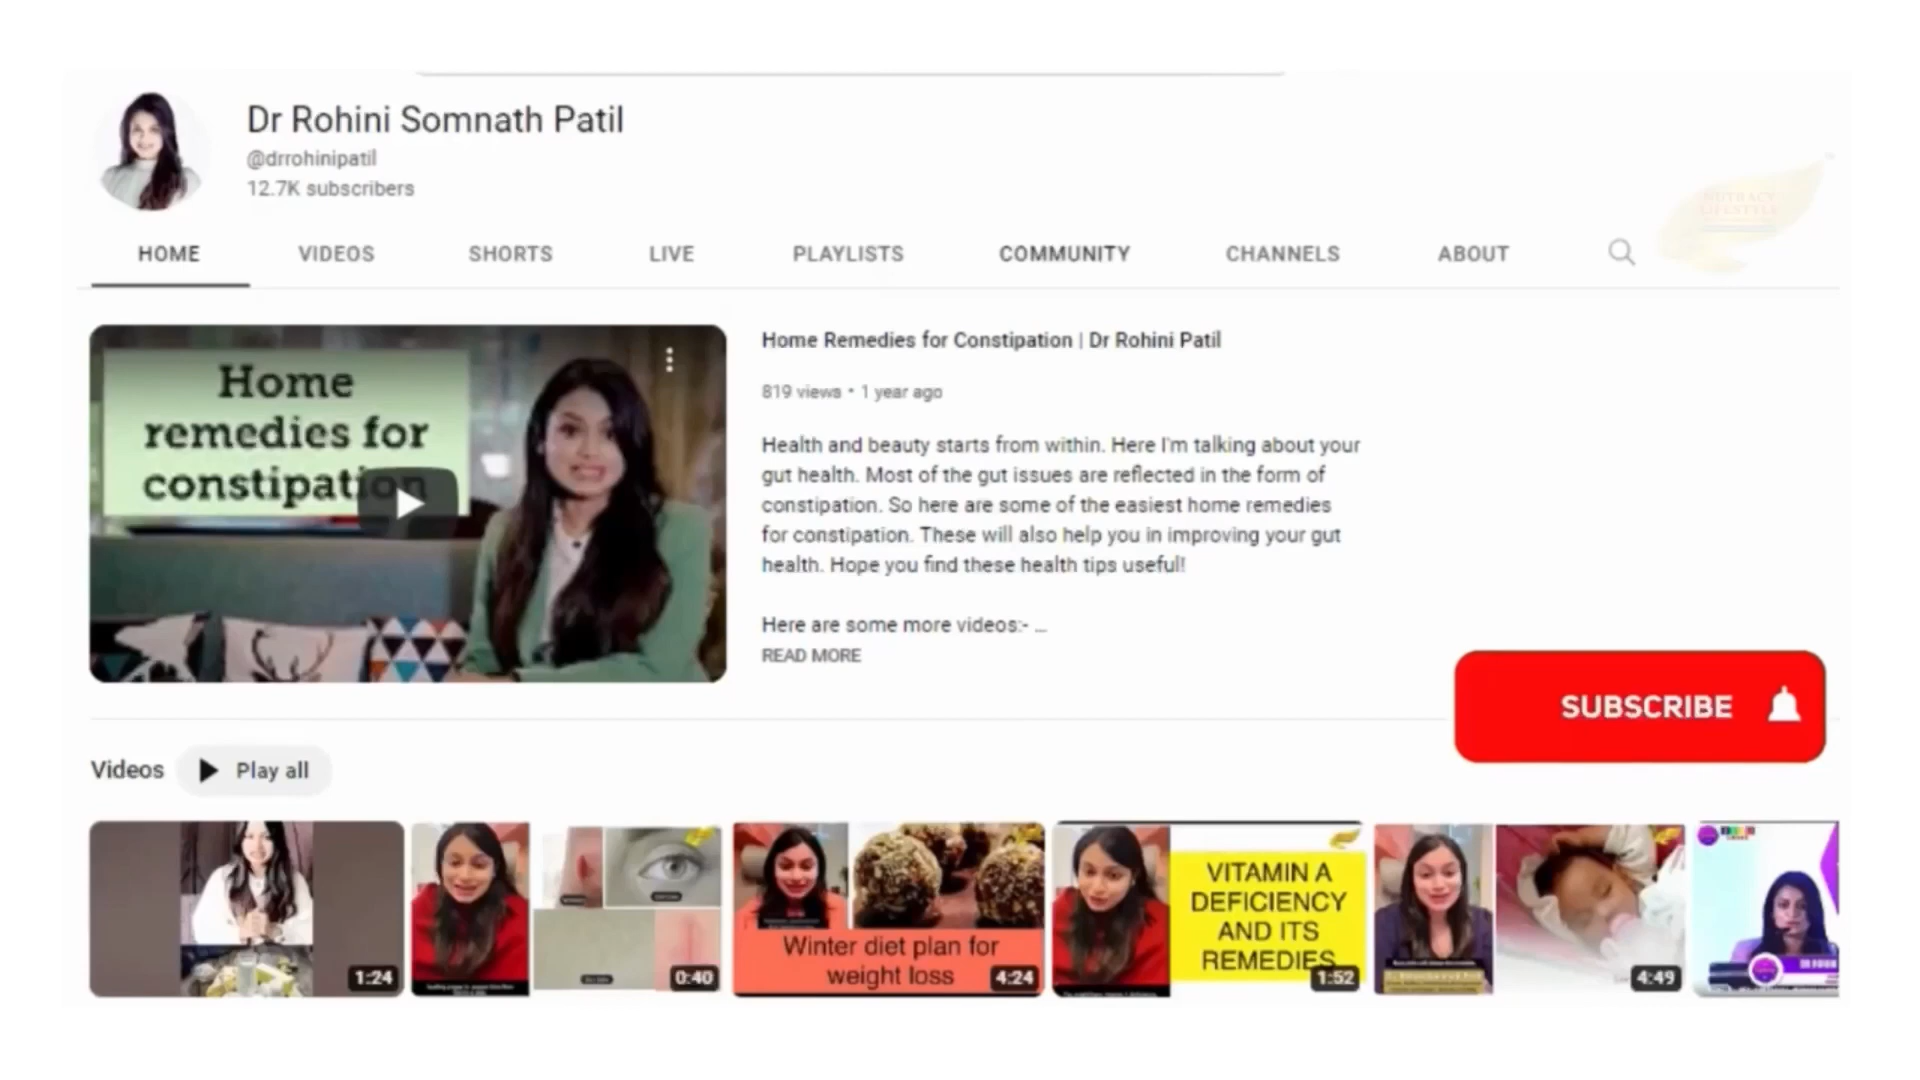 Dr Rohini Somnath Patil
@drrohinipatil
12.7K subscribers
HOME VIDEOS SHORTS LIVE PLAYLISTS COMMUNITY CHANNELS ABOUT
NUTRACY
LIFESTYLE
Home
remedies for
constipation
Home Remedies for Constipation | Dr Rohini Patil
819 views • 1 year ago
Health and beauty starts from within. Here I'm talking about your
gut health. Most of the gut issues are reflected in the form of
constipation. So here are some of the easiest home remedies
for constipation. These will also help you in improving your gut
health. Hope you find these health tips useful!
Here are some more videos:- ...
READ MORE
SUBSCRIBE
Videos Play all
1:24
0:40
Winter diet plan for
weight loss
4:24
VITAMIN A
DEFICIENCY
AND ITS
REMEDIES
1:52
4:49